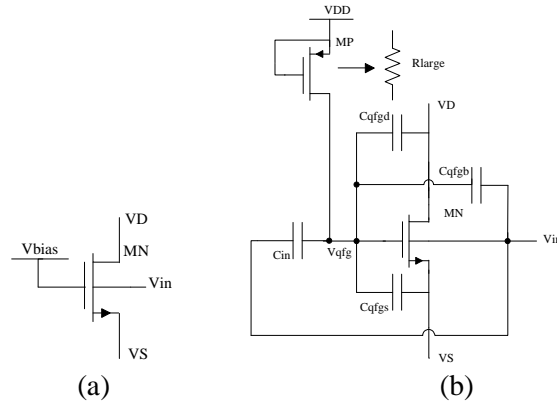 VDD
MP
Rlarge
VD
Cqfgd
Cqfgb
MN
Cin
Vqfg
Vin
Cqfgs
VS
VD
MN
Vbias
Vin
VS
(a)
(b)